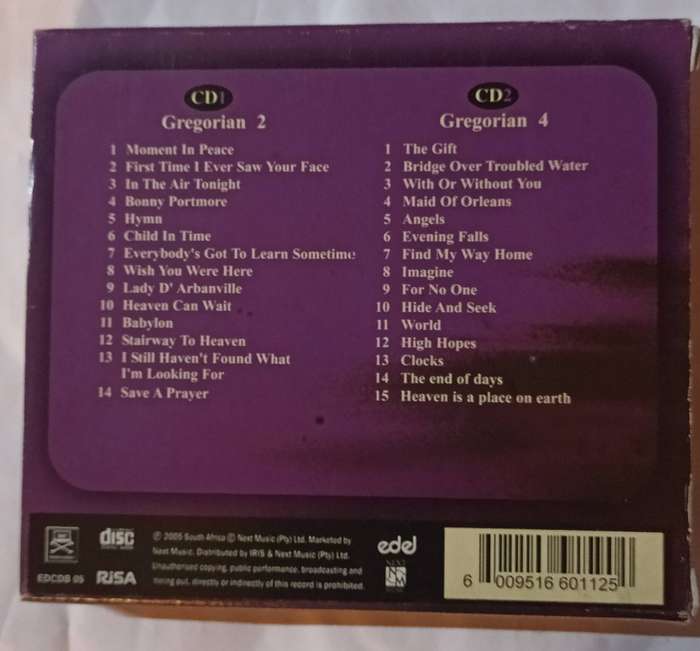 CD1
Gregorian 2
1 Moment In Peace
2 First Time I Ever Saw Your Face
3 In The Air Tonight
4 Bonny Portmore
5 Hymn
6 Child In Time
7 Everybody's Got To Learn Sometime
8 Wish You Were Here
9 Lady D' Arbanville
10 Heaven Can Wait
11 Babylon
12 Stairway To Heaven
13 I Still Haven't Found What
I'm Looking For
14 Save A Prayer
CD2
Gregorian 4
1 The Gift
2 Bridge Over Troubled Water
3 With Or Without You
4 Maid Of Orleans
5 Angels
6 Evening Falls
7 Find My Way Home
8 Imagine
9 For No One
10 Hide And Seek
11 World
12 High Hopes
13 Clocks
14 The end of days
15 Heaven is a place on earth
disc
EDCDB 05
RiSA
℗ 2005 South Africa © Next Music (Pty) Ltd. Marketed by
Next Music. Distributed by IRIS & Next Music (Pty) Ltd.
Unauthorised copying, public performance, broadcasting and
hiring out, directly or indirectly of this record is prohibited.
edel
6 009516 601125